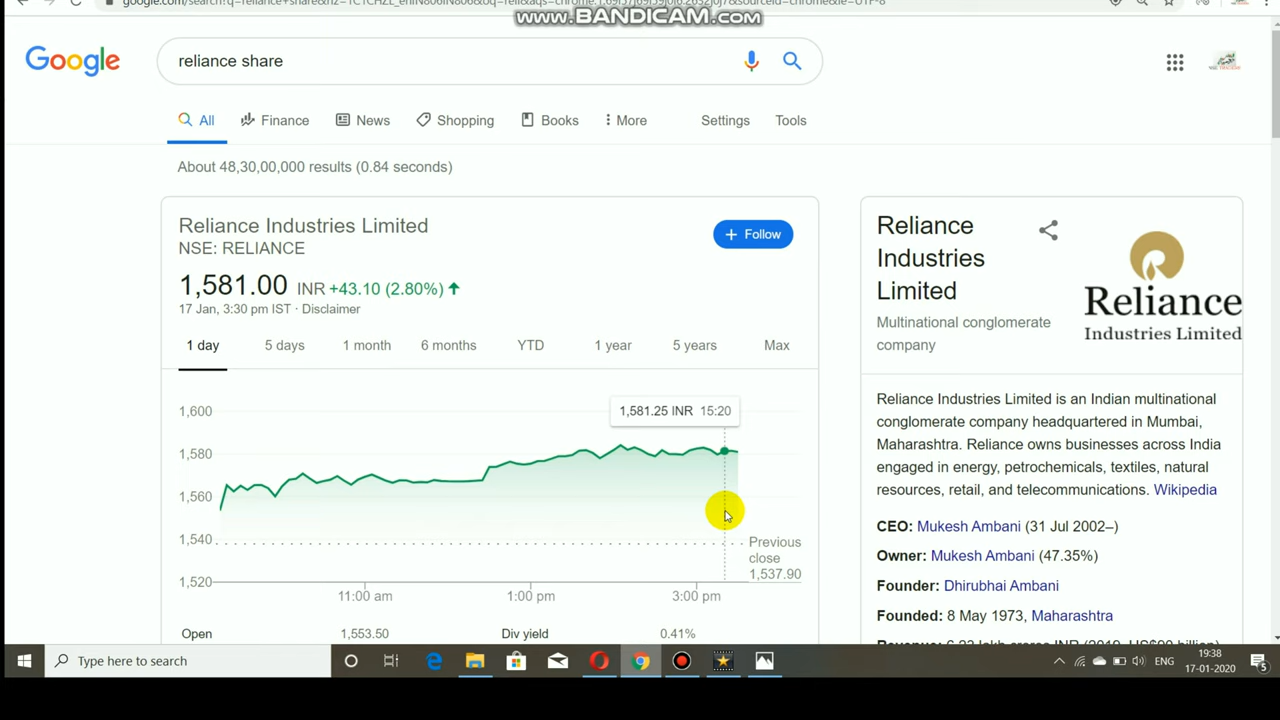 www.BANDICAM.com
Google
reliance share
All Finance News Shopping Books More Settings Tools
About 48,30,00,000 results (0.84 seconds)
Reliance Industries Limited
NSE: RELIANCE
+ Follow
1,581.00 INR +43.10 (2.80%)
17 Jan, 3:30 pm IST · Disclaimer
1 day 5 days 1 month 6 months YTD 1 year 5 years Max
1,581.25 INR 15:20
1,600
1,580
1,560
1,540
1,520
Previous
close
1,537.90
11:00 am 1:00 pm 3:00 pm
Open 1,553.50 Div yield 0.41%
Reliance
Industries
Limited
Multinational conglomerate
company
Reliance
Industries Limited
Reliance Industries Limited is an Indian multinational
conglomerate company headquartered in Mumbai,
Maharashtra. Reliance owns businesses across India
engaged in energy, petrochemicals, textiles, natural
resources, retail, and telecommunications. Wikipedia
CEO: Mukesh Ambani (31 Jul 2002–)
Owner: Mukesh Ambani (47.35%)
Founder: Dhirubhai Ambani
Founded: 8 May 1973, Maharashtra
Type here to search
ENG
19:38
17-01-2020
5